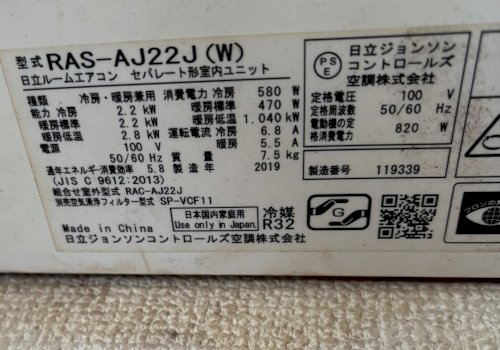 型式 RAS-AJ22J(W)
日立ルームエアコン セパレート形室内ユニット
種類 冷房・暖房兼用 消費電力 冷房標準 580 W
能力 冷房 2.2 kW 暖房標準 470 W
暖房標準 2.2 kW 暖房低温 1.040 kW
暖房低温 2.8 kW 運転電流 冷房 6.8 A
電源 100 V 暖房 5.5 A
50/60 Hz 質量 7.5 kg
通年エネルギー消費効率 5.8 製造年 2019
(JIS C 9612:2013)
組合せ室外型式 RAC-AJ22J
別売空気清浄フィルター型式 SP-VCF11
Made in China
日本国内家庭用
Use only in Japan.
冷媒
R32
日立ジョンソンコントロールズ空調株式会社
PS
E
日立ジョンソン
コントロールズ
空調株式会社
定格電圧 100 V
定格周波数 50/60 Hz
電動機の定
格消費電力 820 W
製造番号 119339
G